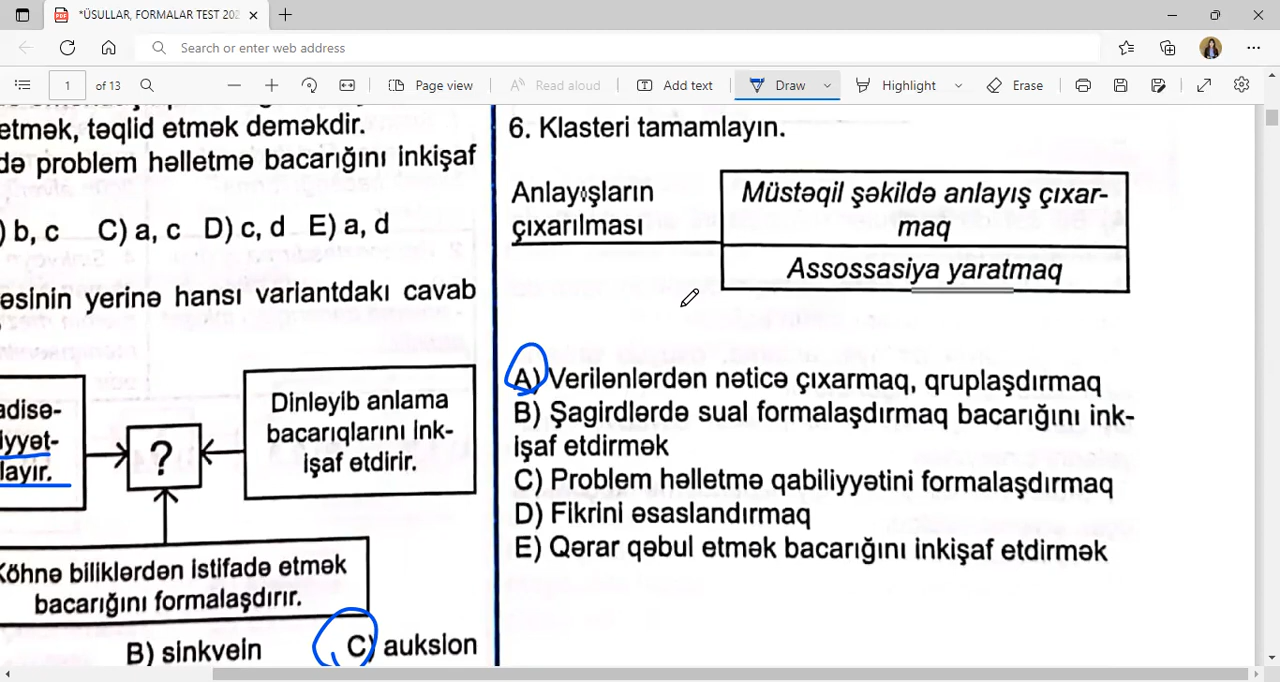 *ÜSULLAR, FORMALAR TEST 202
Search or enter web address
1 of 13
Page view
Read aloud
Add text
Draw
Highlight
Erase
etmək, təqlid etmək deməkdir.
də problem həlletmə bacarığını inkişaf
) b, c C) a, c D) c, d E) a, d
əsinin yerinə hansı variantdakı cavab
adisə-
iyyət-
layır.
?
Dinləyib anlama
bacarıqlarını ink-
işaf etdirir.
Köhnə biliklərdən istifadə etmək
bacarığını formalaşdırır.
B) sinkvein
C) auksion
6. Klasteri tamamlayın.
Anlayışların
çıxarılması
Müstəqil şəkildə anlayış çıxar-
maq
Assossasiya yaratmaq
A) Verilənlərdən nəticə çıxarmaq, qruplaşdırmaq
B) Şagirdlərdə sual formalaşdırmaq bacarığını ink-
işaf etdirmək
C) Problem həlletmə qabiliyyətini formalaşdırmaq
D) Fikrini əsaslandırmaq
E) Qərar qəbul etmək bacarığını inkişaf etdirmək